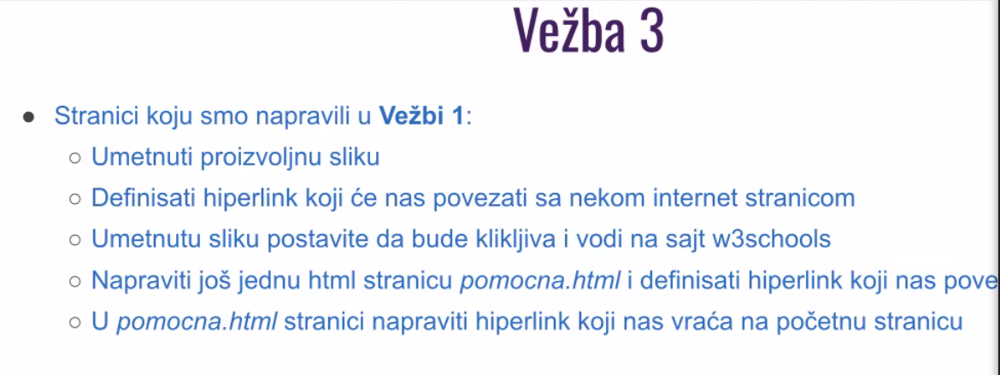 Vežba 3
● Stranici koju smo napravili u Vežbi 1:
○ Umetnuti proizvoljnu sliku
○ Definisati hiperlink koji će nas povezati sa nekom internet stranicom
○ Umetnutu sliku postavite da bude klikljiva i vodi na sajt w3schools
○ Napraviti još jednu html stranicu pomocna.html i definisati hiperlink koji nas pove
○ U pomocna.html stranici napraviti hiperlink koji nas vraća na početnu stranicu